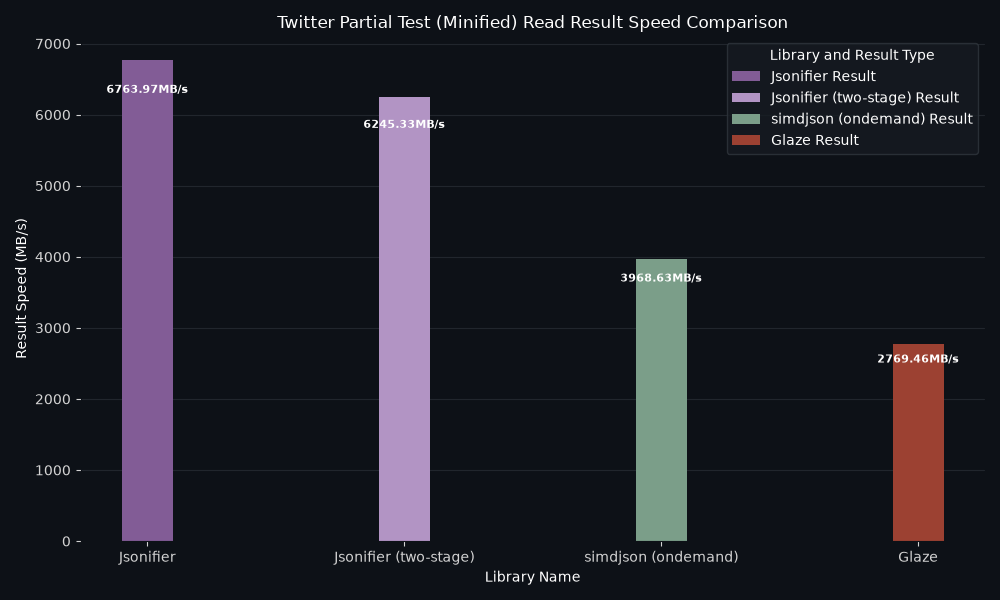 Twitter Partial Test (Minified) Read Result Speed Comparison
Library and Result Type
Jsonifier Result
Jsonifier (two-stage) Result
simdjson (ondemand) Result
Glaze Result
Result Speed (MB/s)
7000
6000
5000
4000
3000
2000
1000
0
6763.97MB/s
6245.33MB/s
3968.63MB/s
2769.46MB/s
Jsonifier
Jsonifier (two-stage)
simdjson (ondemand)
Glaze
Library Name